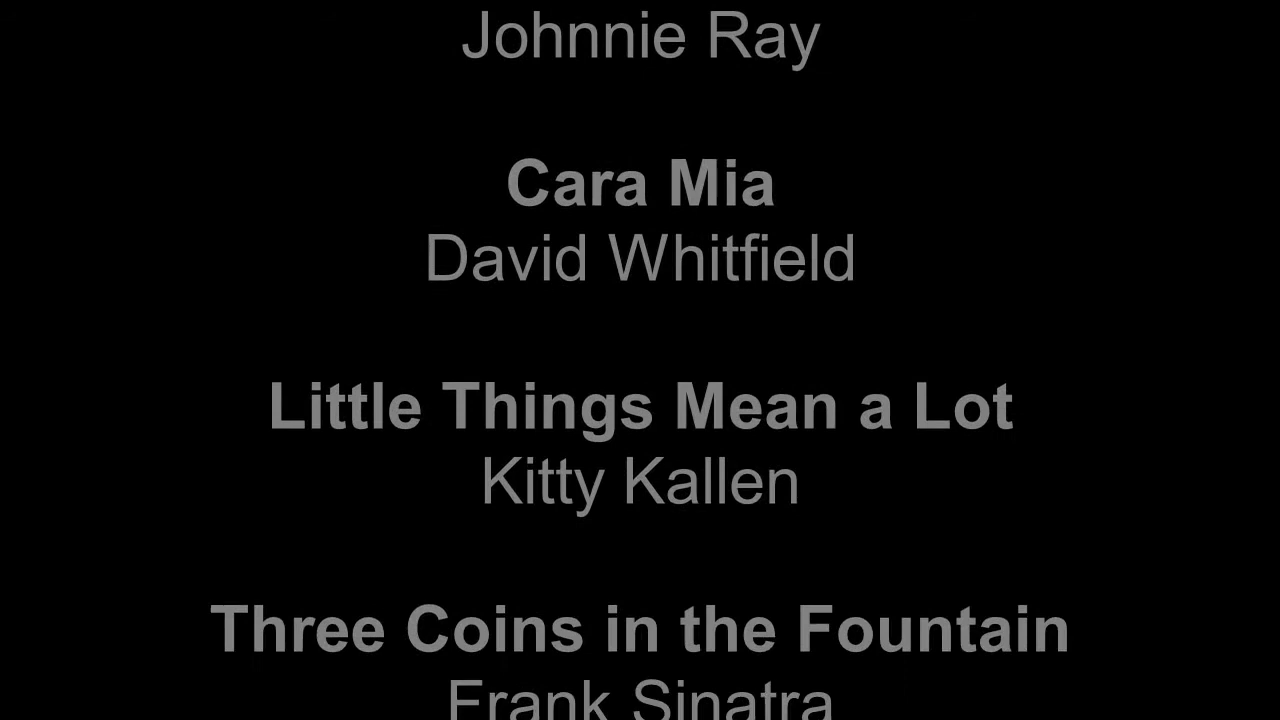 Johnnie Ray
Cara Mia
David Whitfield
Little Things Mean a Lot
Kitty Kallen
Three Coins in the Fountain
Frank Sinatra